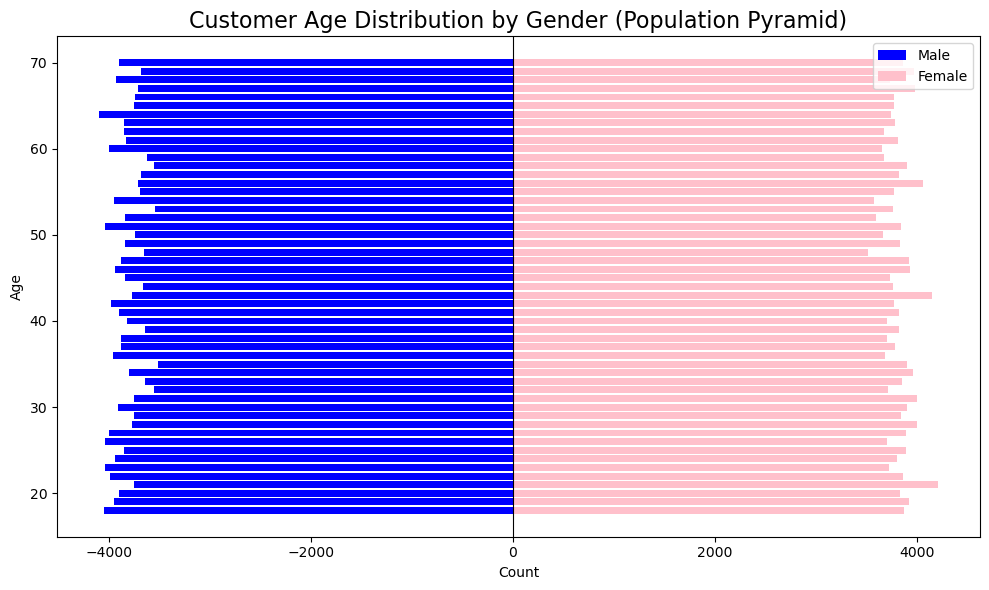 Customer Age Distribution by Gender (Population Pyramid)
Male
Female
70
60
50
40
30
20
Age
−4000
−2000
0
2000
4000
Count